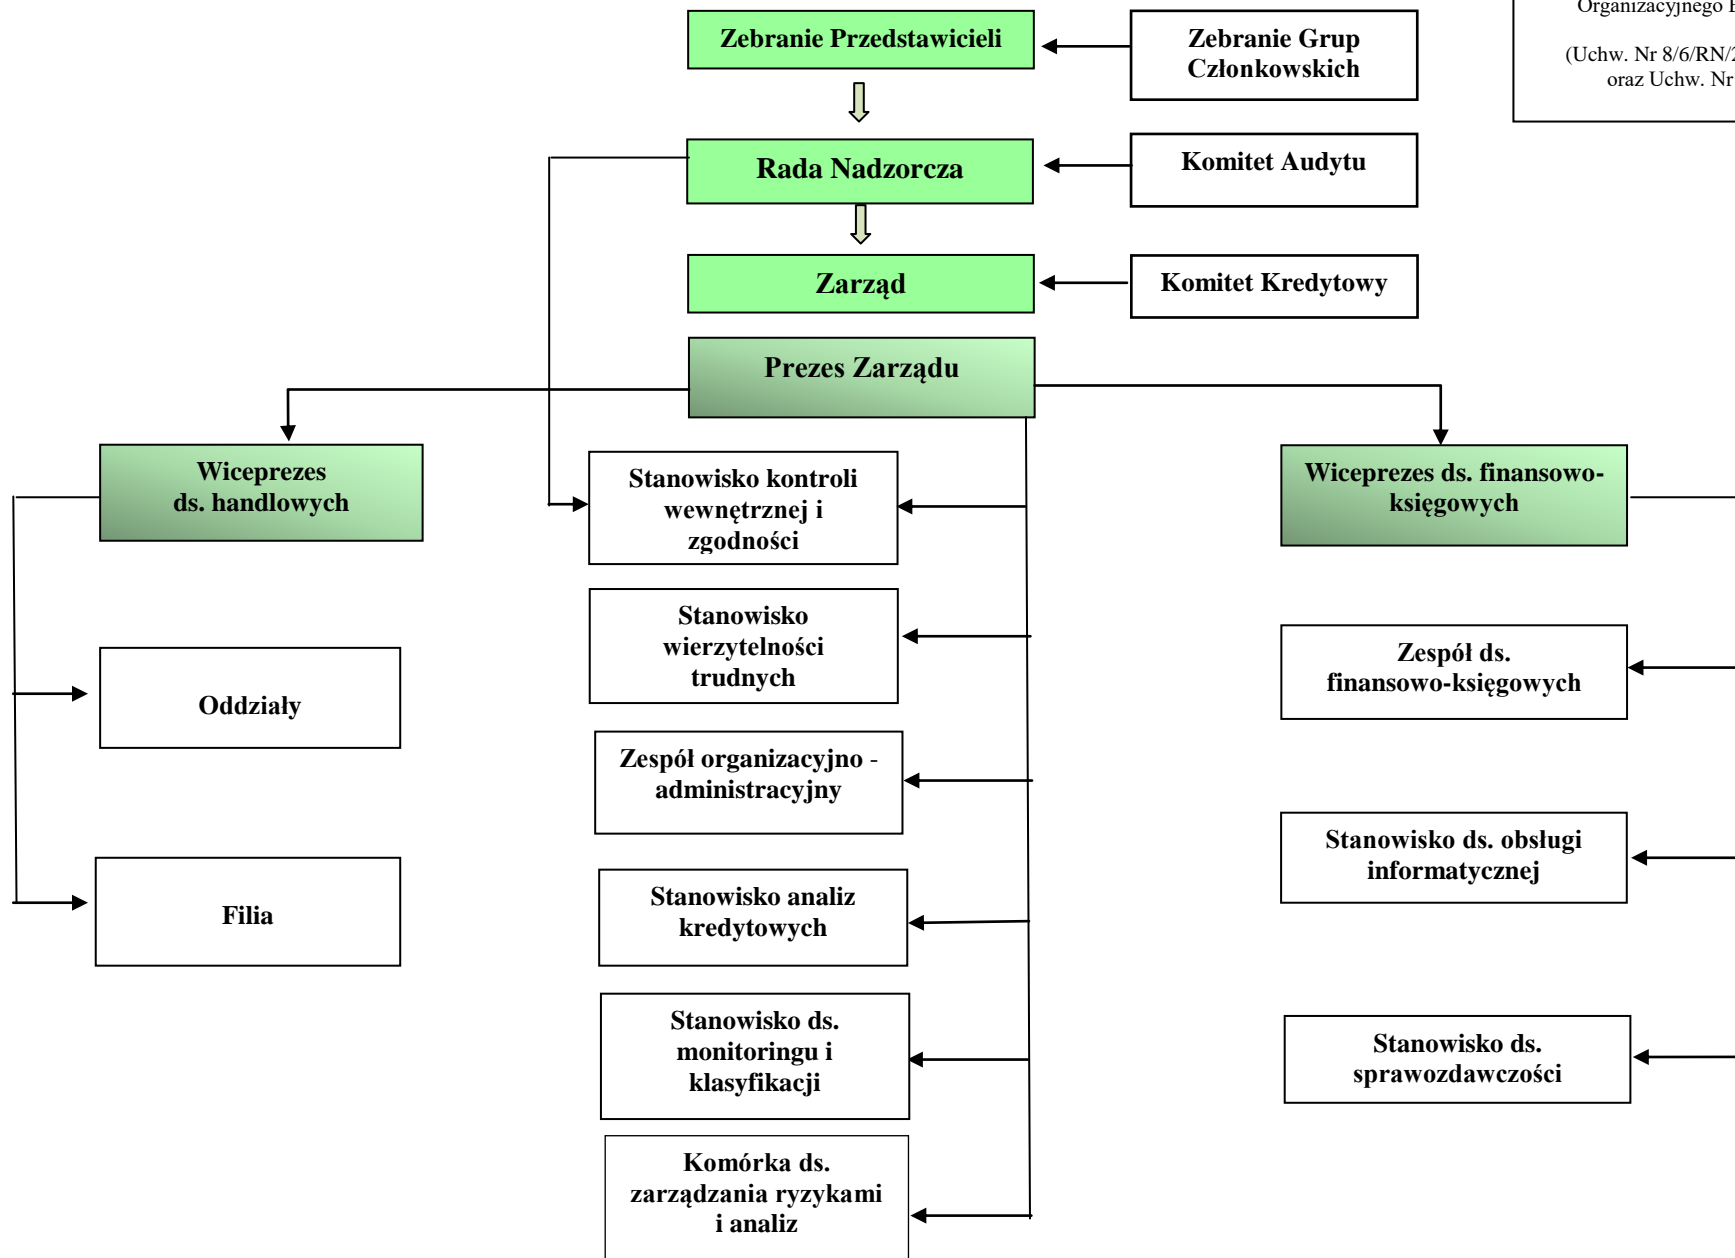 Organizacyjnego
(Uchw. Nr 8/6/RN/2
oraz Uchw. Nr
Zebranie Przedstawicieli
Zebranie Grup
Członkowskich
Rada Nadzorcza
Komitet Audytu
Zarząd
Komitet Kredytowy
Prezes Zarządu
Wiceprezes
ds. handlowych
Stanowisko kontroli
wewnętrznej i
zgodności
Wiceprezes ds. finansowo-
księgowych
Stanowisko
wierzytelności
trudnych
Zespół ds.
finansowo-księgowych
Oddziały
Zespół organizacyjno -
administracyjny
Stanowisko ds. obsługi
informatycznej
Filia
Stanowisko analiz
kredytowych
Stanowisko ds.
monitoringu i
klasyfikacji
Stanowisko ds.
sprawozdawczości
Komórka ds.
zarządzania ryzykami
i analiz